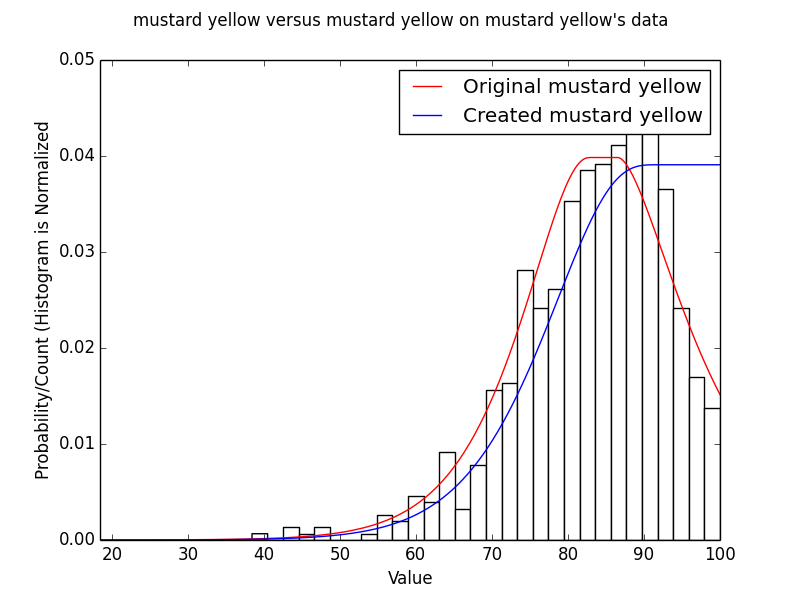 mustard yellow versus mustard yellow on mustard yellow's data
Original mustard yellow
Created mustard yellow
Probability/Count (Histogram is Normalized
0.05
0.04
0.03
0.02
0.01
0.00
20 30 40 50 60 70 80 90 100
Value